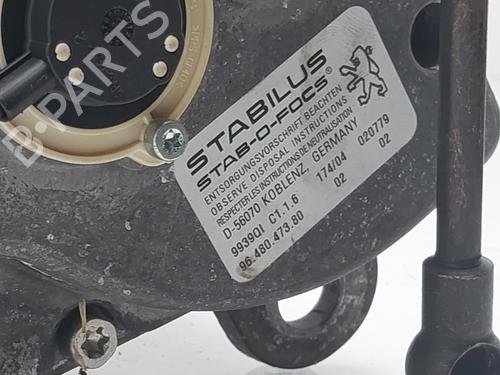 B-PARTS
STABILUS
STAB-O-FOCS®
ENTSORGUNGSVORSCHRIFT BEACHTEN
OBSERVE DISPOSAL INSTRUCTIONS
RESPECTER LES INSTRUCTIONS DE NEUTRALISATION
D-56070 KOBLENZ, GERMANY
9939QI C1.1.6 174/04 020779
96.480.473.80 02 02